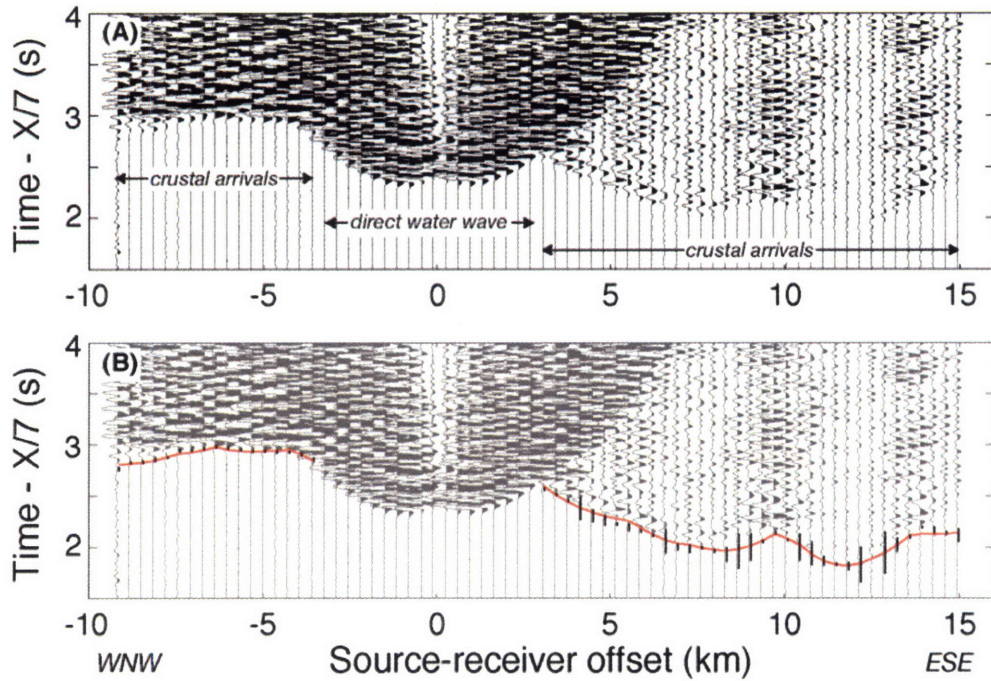 4
(A)
Time - X/7 (s)
3
crustal arrivals
2
direct water wave
crustal arrivals
-10 -5 0 5 10 15
4
(B)
Time - X/7 (s)
3
2
-10 -5 0 5 10 15
WNW Source-receiver offset (km) ESE